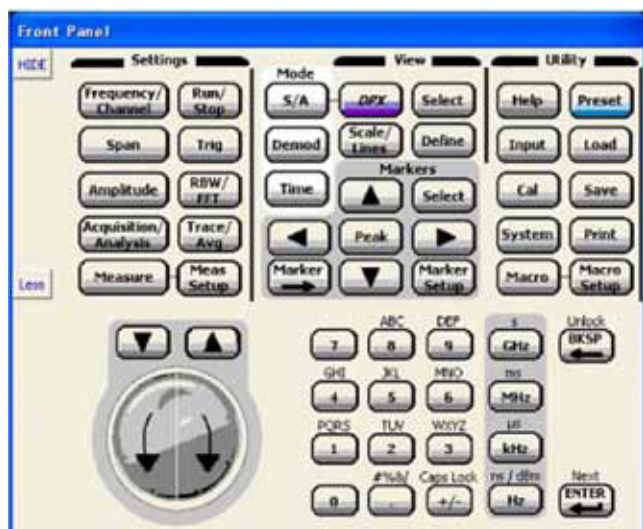 Front Panel
HIDE
Settings
View
Utility
Mode
Frequency/
Channel
Run/
Stop
S/A
DPX
Select
Help
Preset
Span
Trig
Demod
Scale/
Lines
Define
Input
Load
Markers
Amplitude
RBW/
FFT
Time
Select
Cal
Save
Acquisition/
Analysis
Trace/
Avg
Peak
System
Print
Less
Measure
Meas
Setup
Marker
Marker
Setup
Macro
Macro
Setup
ABC
DEF
s
Unlock
7
8
9
GHz
BKSP
GHI
JKL
MNO
ms
4
5
6
MHz
PQRS
TUV
WXYZ
µs
1
2
3
kHz
#%&/
Caps Lock
ns / dBm
Next
0
.
+/-
Hz
ENTER